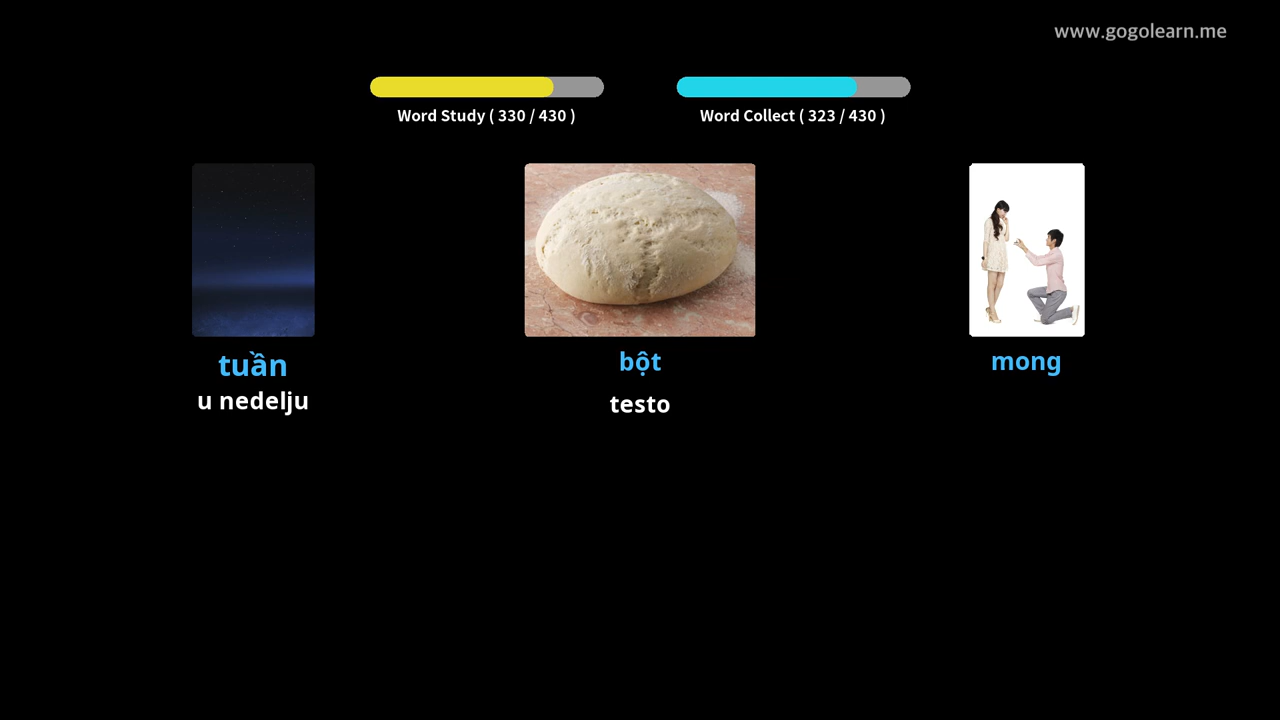 www.gogolearn.me
Word Study ( 330 / 430 )
Word Collect ( 323 / 430 )
tuần
u nedelju
bột
testo
mong